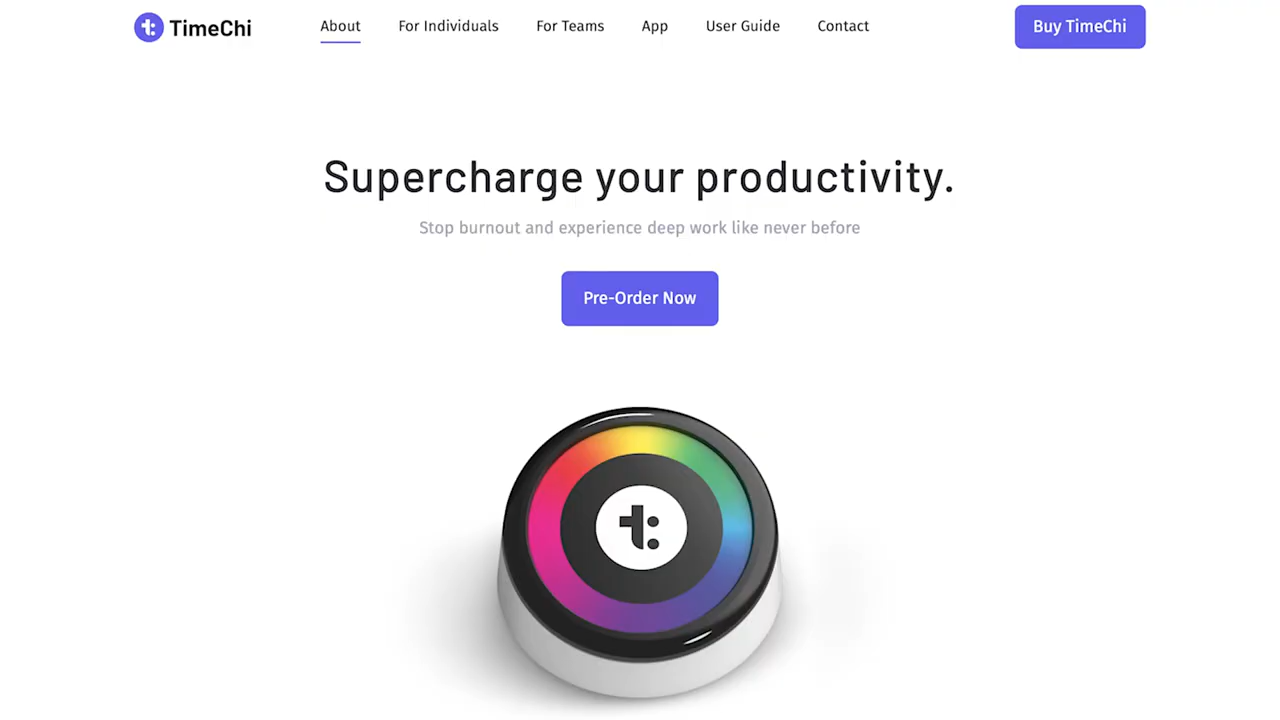 TimeChi
About
For Individuals
For Teams
App
User Guide
Contact
Buy TimeChi
Supercharge your productivity.
Stop burnout and experience deep work like never before
Pre-Order Now